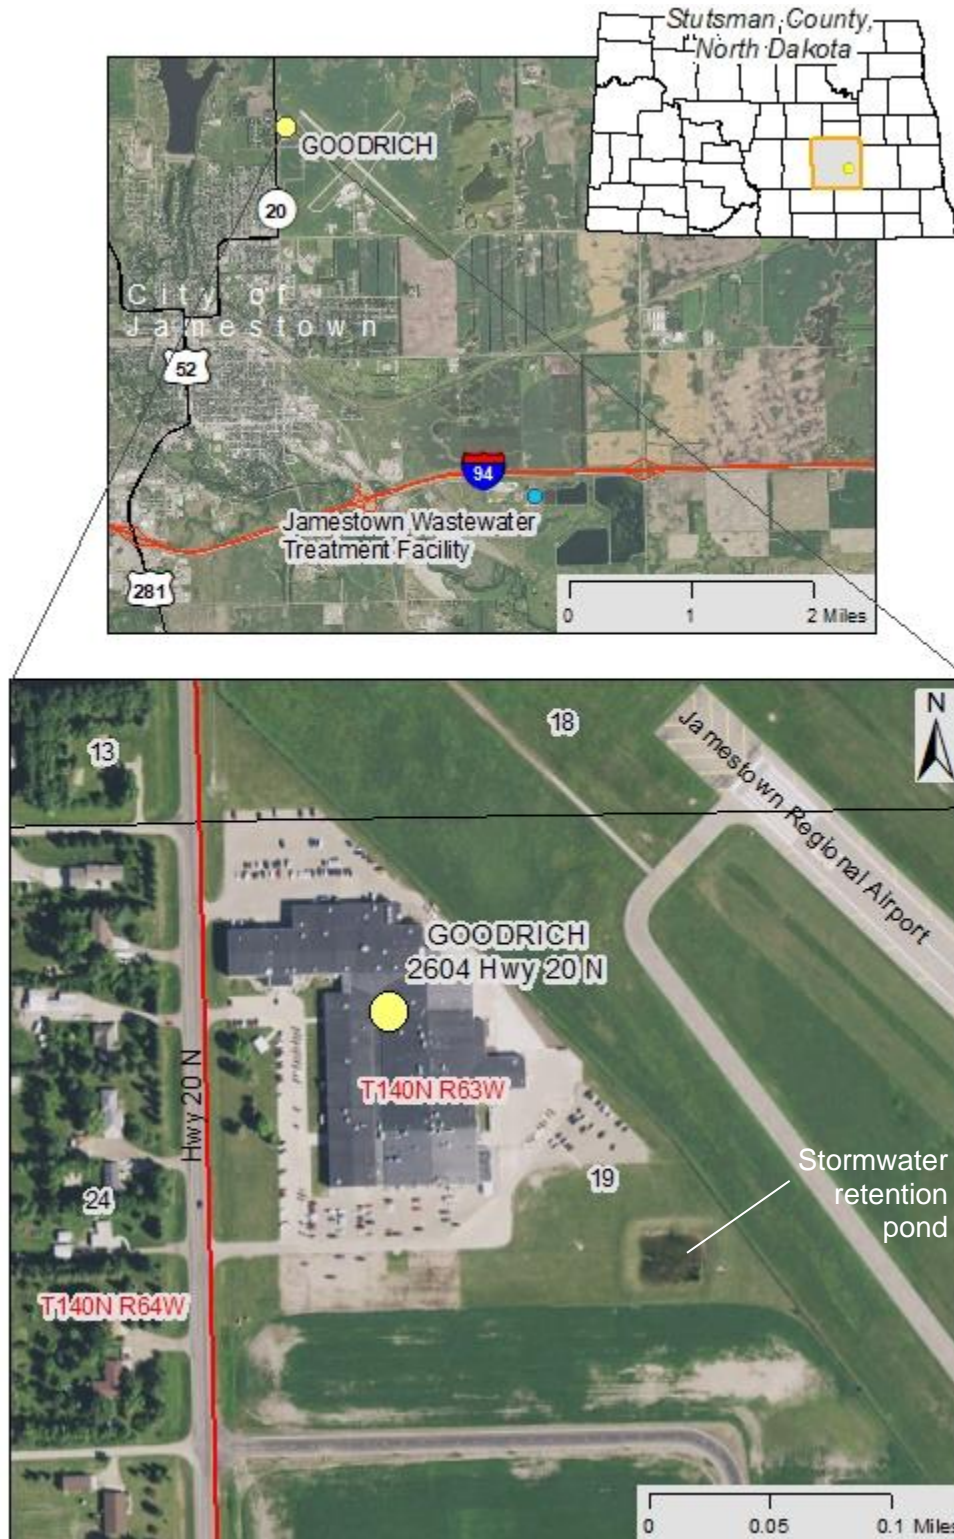 Stutsman County,
North Dakota
GOODRICH
20
City of
Jamestown
52
94
Jamestown Wastewater
Treatment Facility
281
0 1 2 Miles
N
13
18
Jamestown Regional Airport
GOODRICH
2604 Hwy 20 N
T140N R63W
Hwy 20 N
Stormwater
retention
pond
19
24
T140N R64W
0 0.05 0.1 Miles